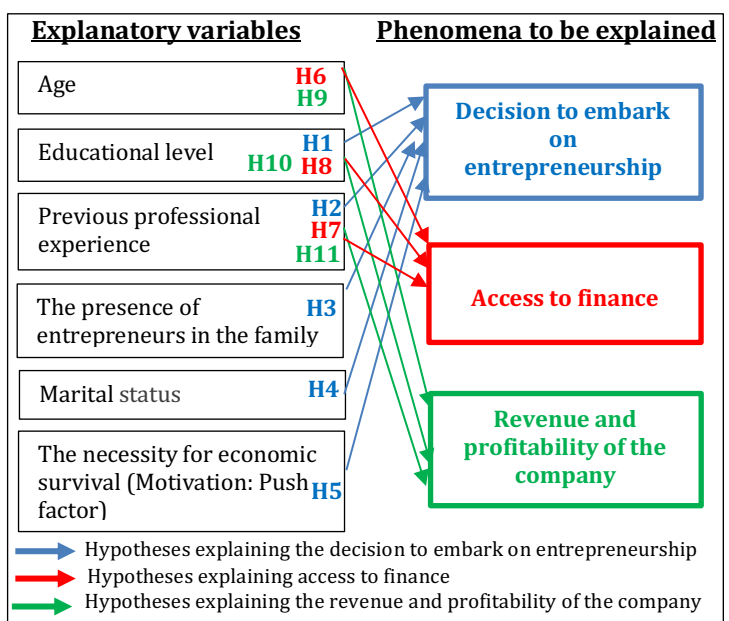 Explanatory variables
Phenomena to be explained
Age
H6
H9
Educational level
H1
H10 H8
Previous professional
experience
H2
H7
H11
The presence of
entrepreneurs in the family
H3
Marital status
H4
The necessity for economic
survival (Motivation: Push
factor)
H5
Decision to embark
on
entrepreneurship
Access to finance
Revenue and
profitability of the
company
Hypotheses explaining the decision to embark on entrepreneurship
Hypotheses explaining access to finance
Hypotheses explaining the revenue and profitability of the company